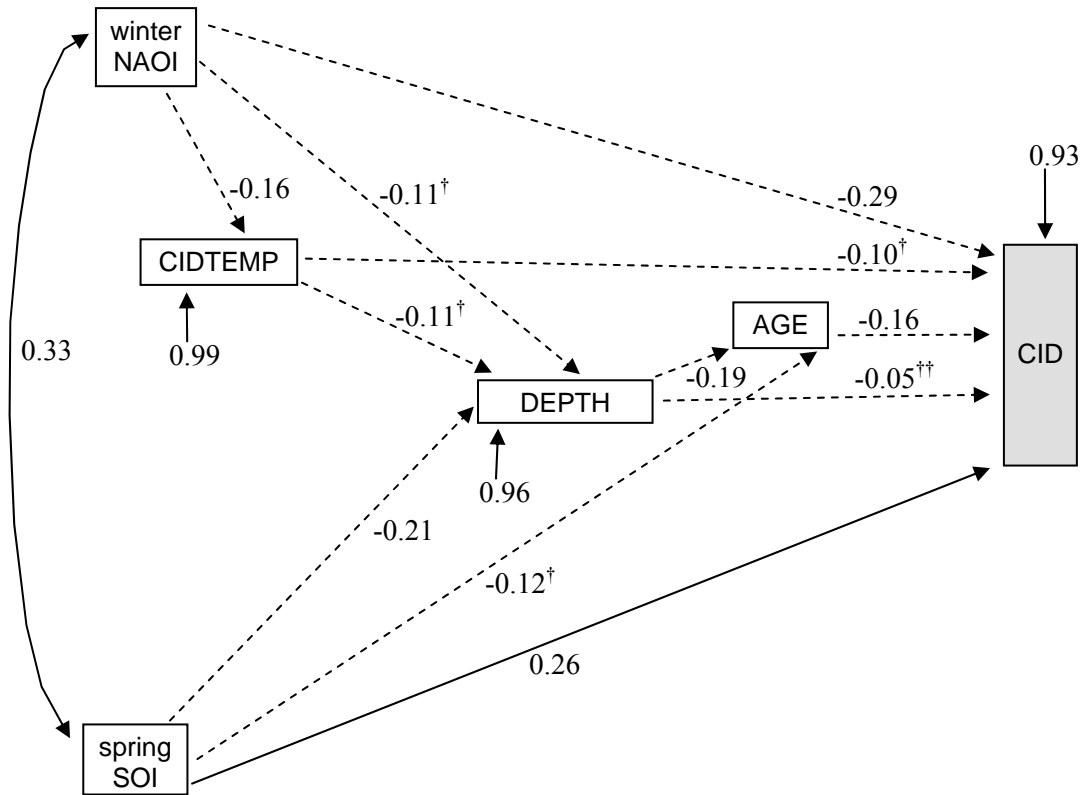 winter
NAOI
0.93
-0.16
-0.11†
-0.29
CIDTEMP
-0.10†
-0.11†
AGE
-0.16
0.33
0.99
CID
-0.19
-0.05††
DEPTH
0.96
-0.21
-0.12†
0.26
spring
SOI